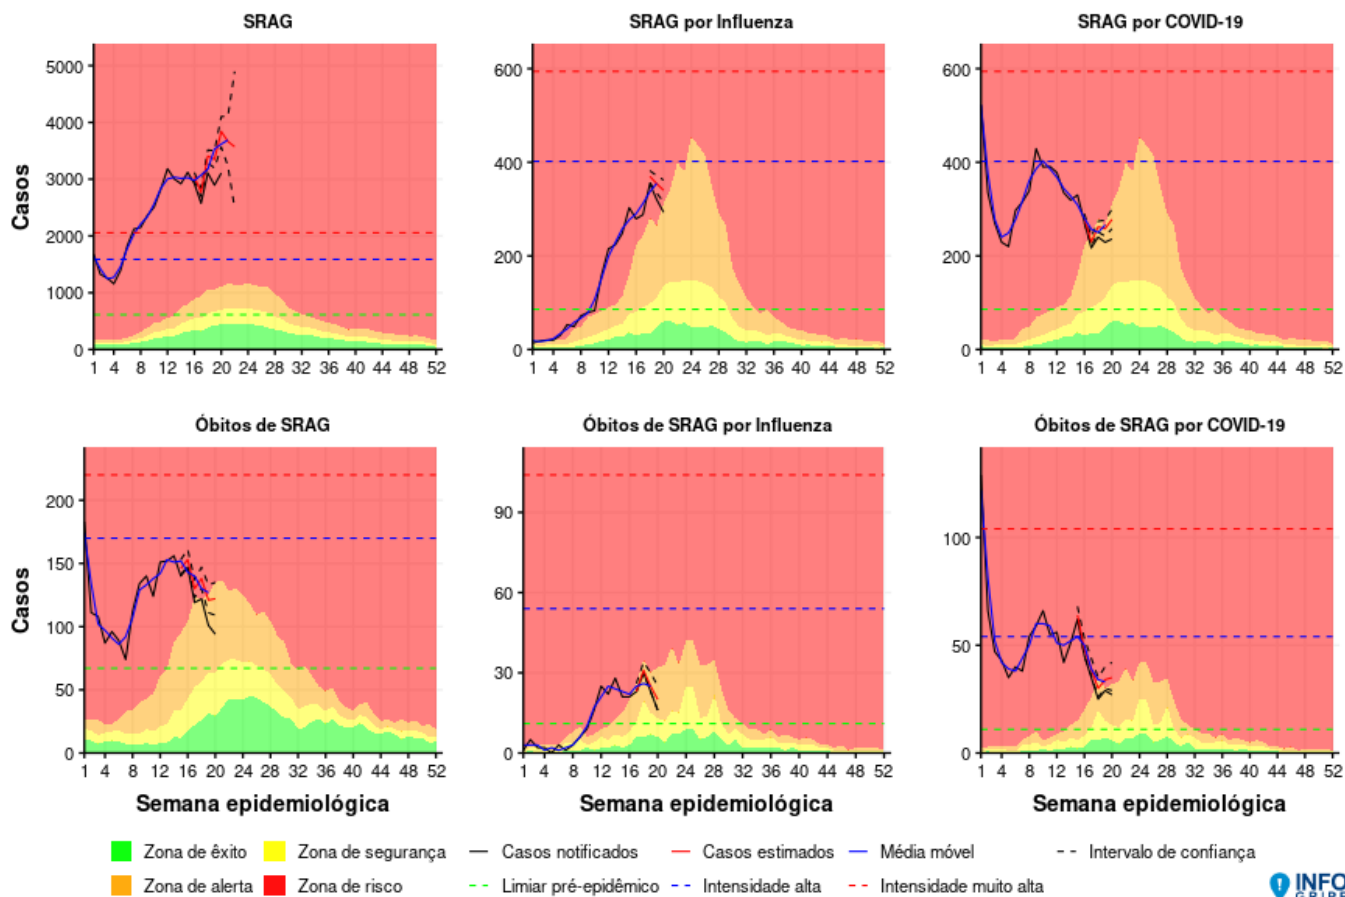 SRAG SRAG por Influenza SRAG por COVID-19
Casos
5000
4000
3000
2000
1000
0
1 4 8 12 16 20 24 28 32 36 40 44 48 52
600
400
200
0
1 4 8 12 16 20 24 28 32 36 40 44 48 52
600
400
200
0
1 4 8 12 16 20 24 28 32 36 40 44 48 52
Óbitos de SRAG Óbitos de SRAG por Influenza Óbitos de SRAG por COVID-19
Casos
200
150
100
50
0
1 4 8 12 16 20 24 28 32 36 40 44 48 52
90
60
30
0
1 4 8 12 16 20 24 28 32 36 40 44 48 52
100
50
0
1 4 8 12 16 20 24 28 32 36 40 44 48 52
Semana epidemiológica Semana epidemiológica Semana epidemiológica
Zona de êxito Zona de segurança Casos notificados Casos estimados Média móvel Intervalo de confiança
Zona de alerta Zona de risco Limiar pré-epidêmico Intensidade alta Intensidade muito alta
INFO